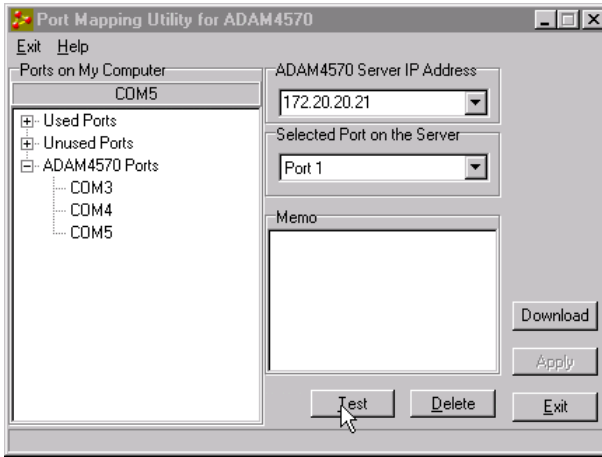 Port Mapping Utility for ADAM4570
Exit Help
Ports on My Computer
COM5
Used Ports
Unused Ports
ADAM4570 Ports
COM3
COM4
COM5
ADAM4570 Server IP Address
172.20.20.21
Selected Port on the Server
Port 1
Memo
Download
Apply
Test Delete Exit